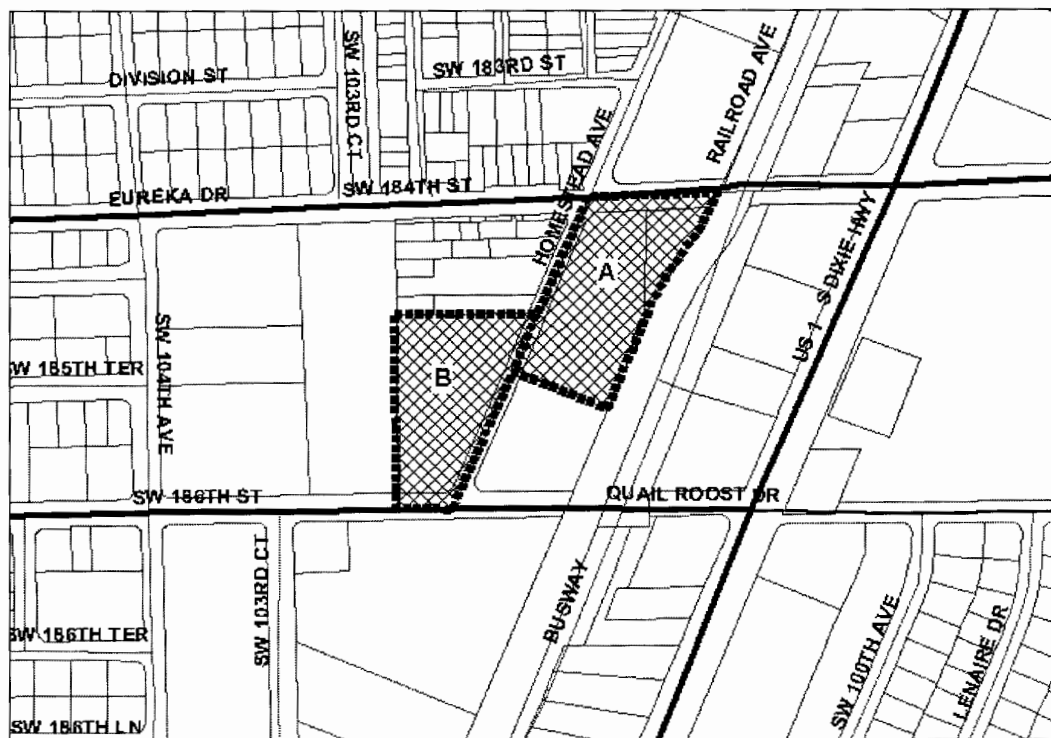 DIVISION ST
SW 103RD CT
SW 183RD ST
RAILROAD AVE
HOMESTEAD AVE
EUREKA DR
SW 184TH ST
US-1 S DIXIE HWY
A
B
SW 185TH TER
SW 104TH AVE
SW 186TH ST
QUAIL ROOST DR
SW 103RD CT
BUSWAY
SW 186TH TER
SW 100TH AVE
LENAIRE DR
SW 186TH LN